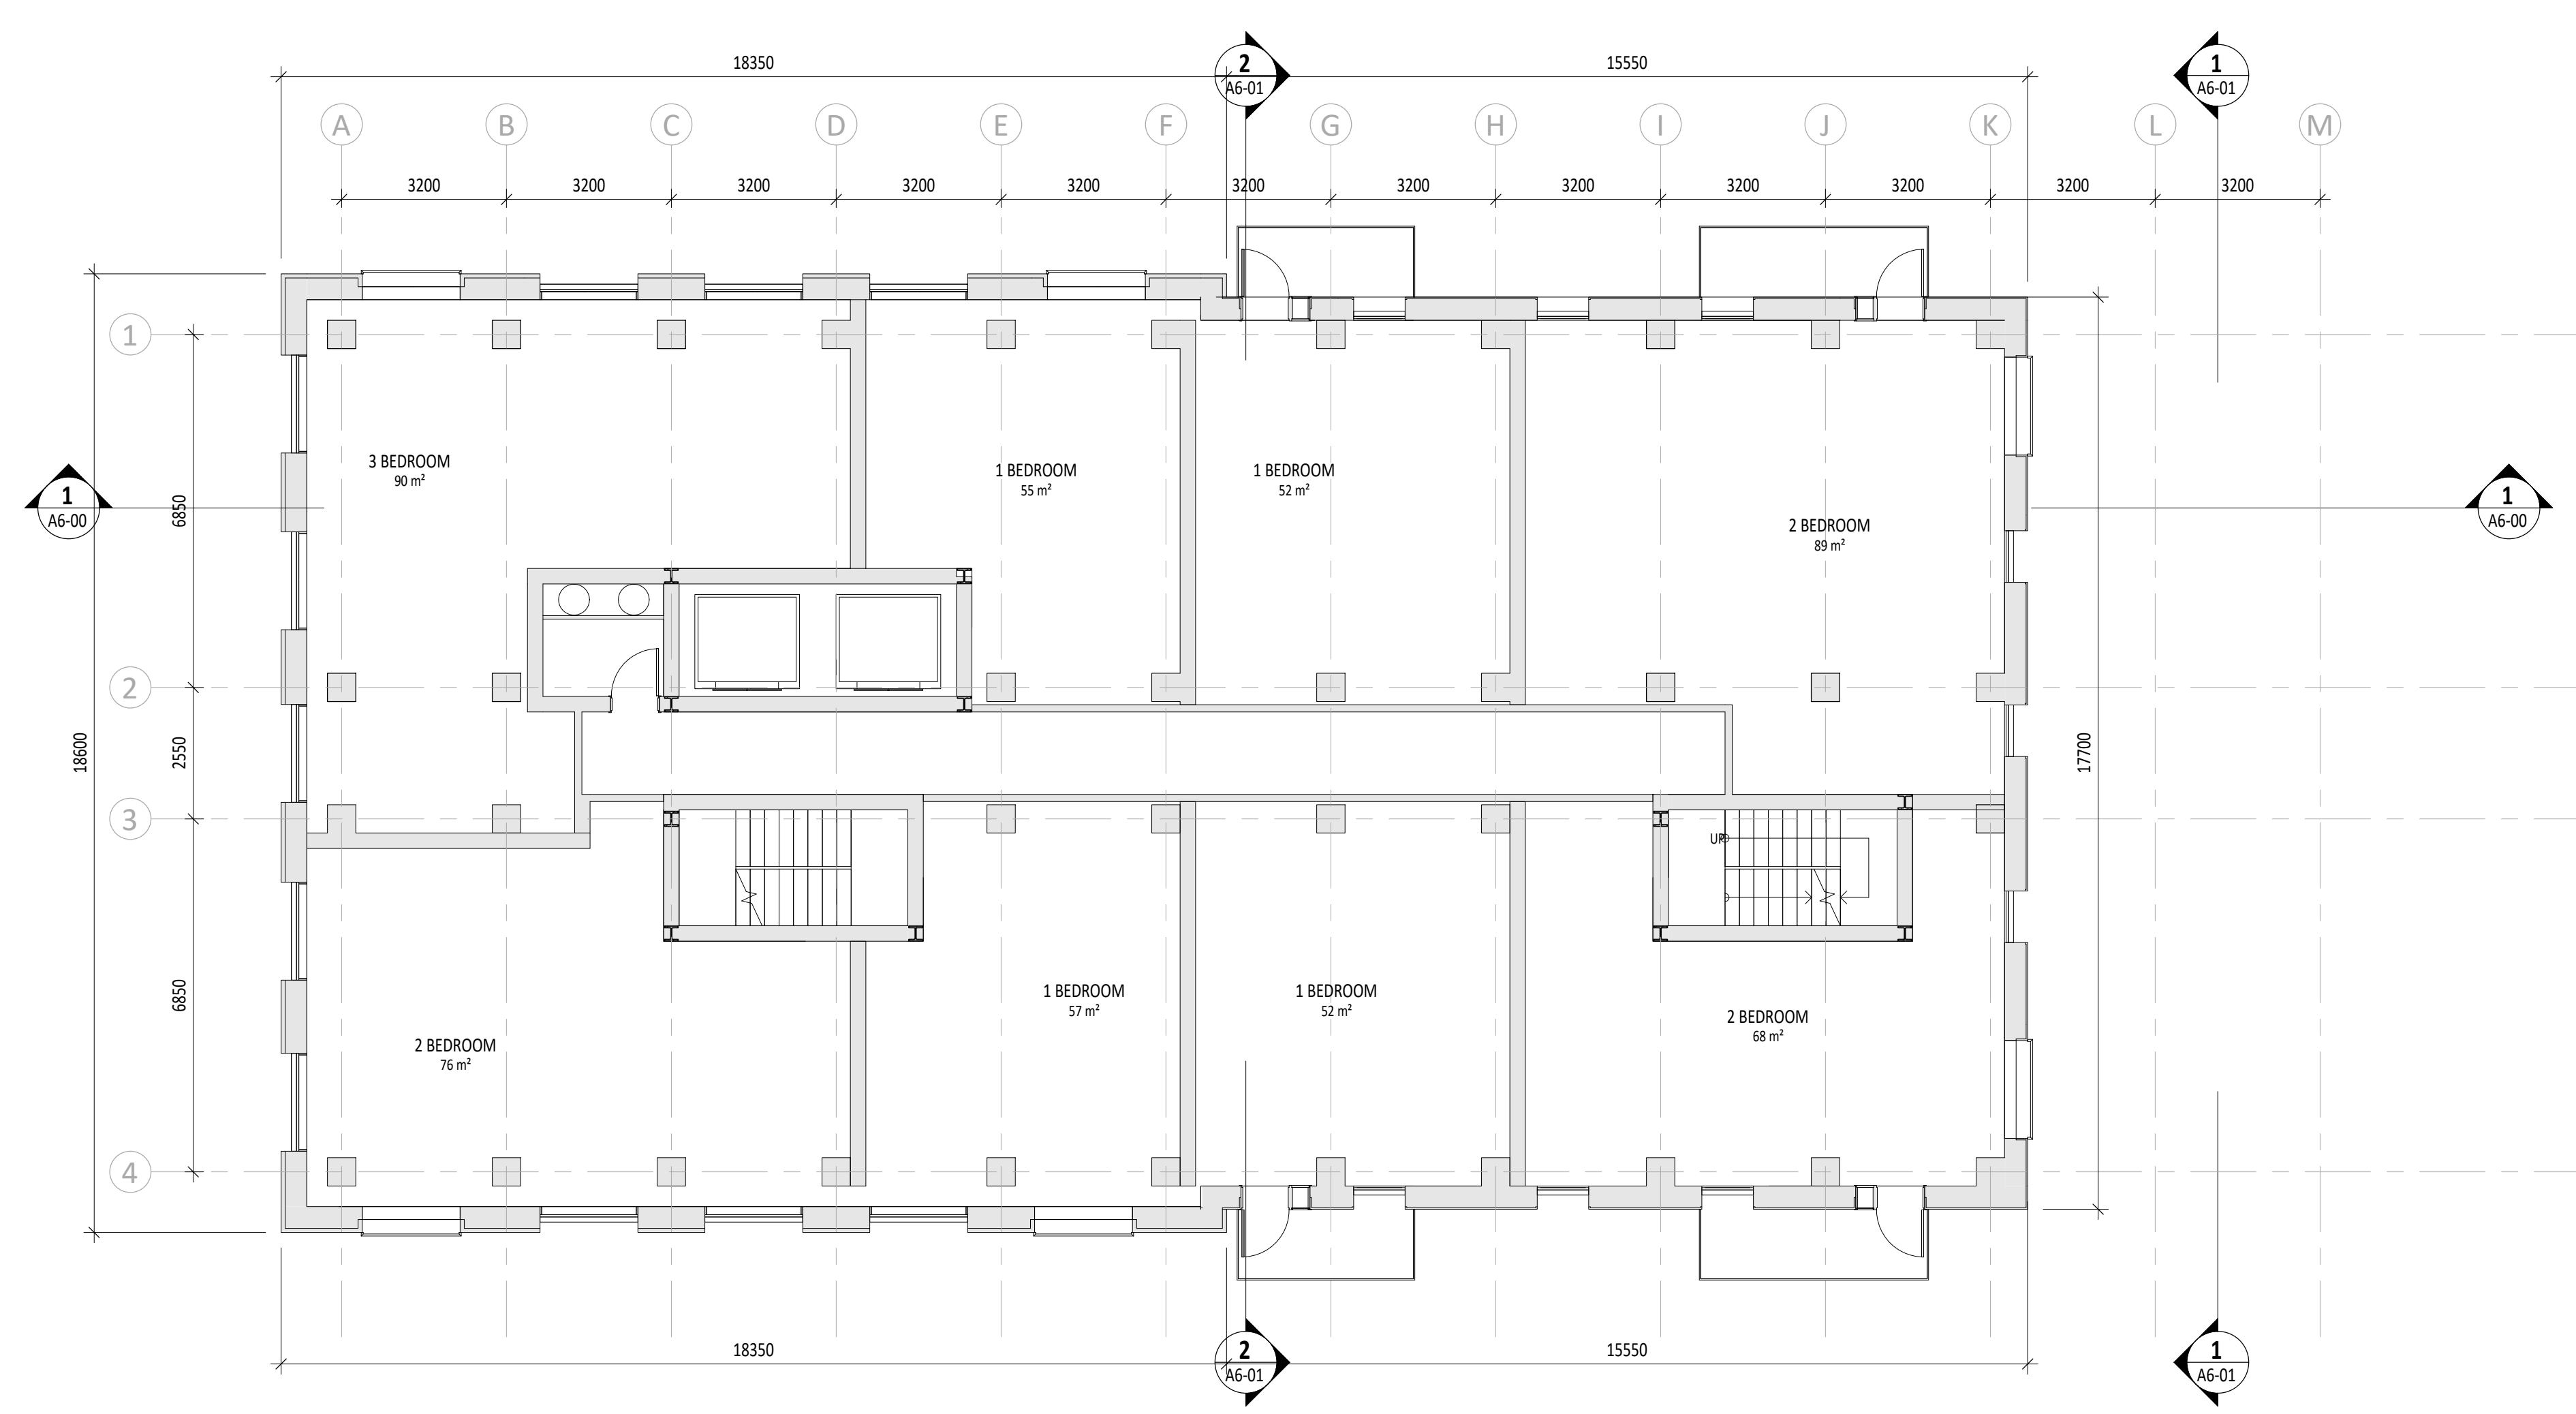 18350
2
A6-01
15550
1
A6-01
A
B
C
D
E
F
G
H
I
J
K
L
M
3200
3200
3200
3200
3200
3200
3200
3200
3200
3200
3200
3200
1
3 BEDROOM
90 m²
1 BEDROOM
55 m²
1 BEDROOM
52 m²
2 BEDROOM
89 m²
1
A6-00
6850
1
A6-00
2
18600
2550
17700
3
UP
6850
2 BEDROOM
76 m²
1 BEDROOM
57 m²
1 BEDROOM
52 m²
2 BEDROOM
68 m²
4
18350
2
A6-01
15550
1
A6-01